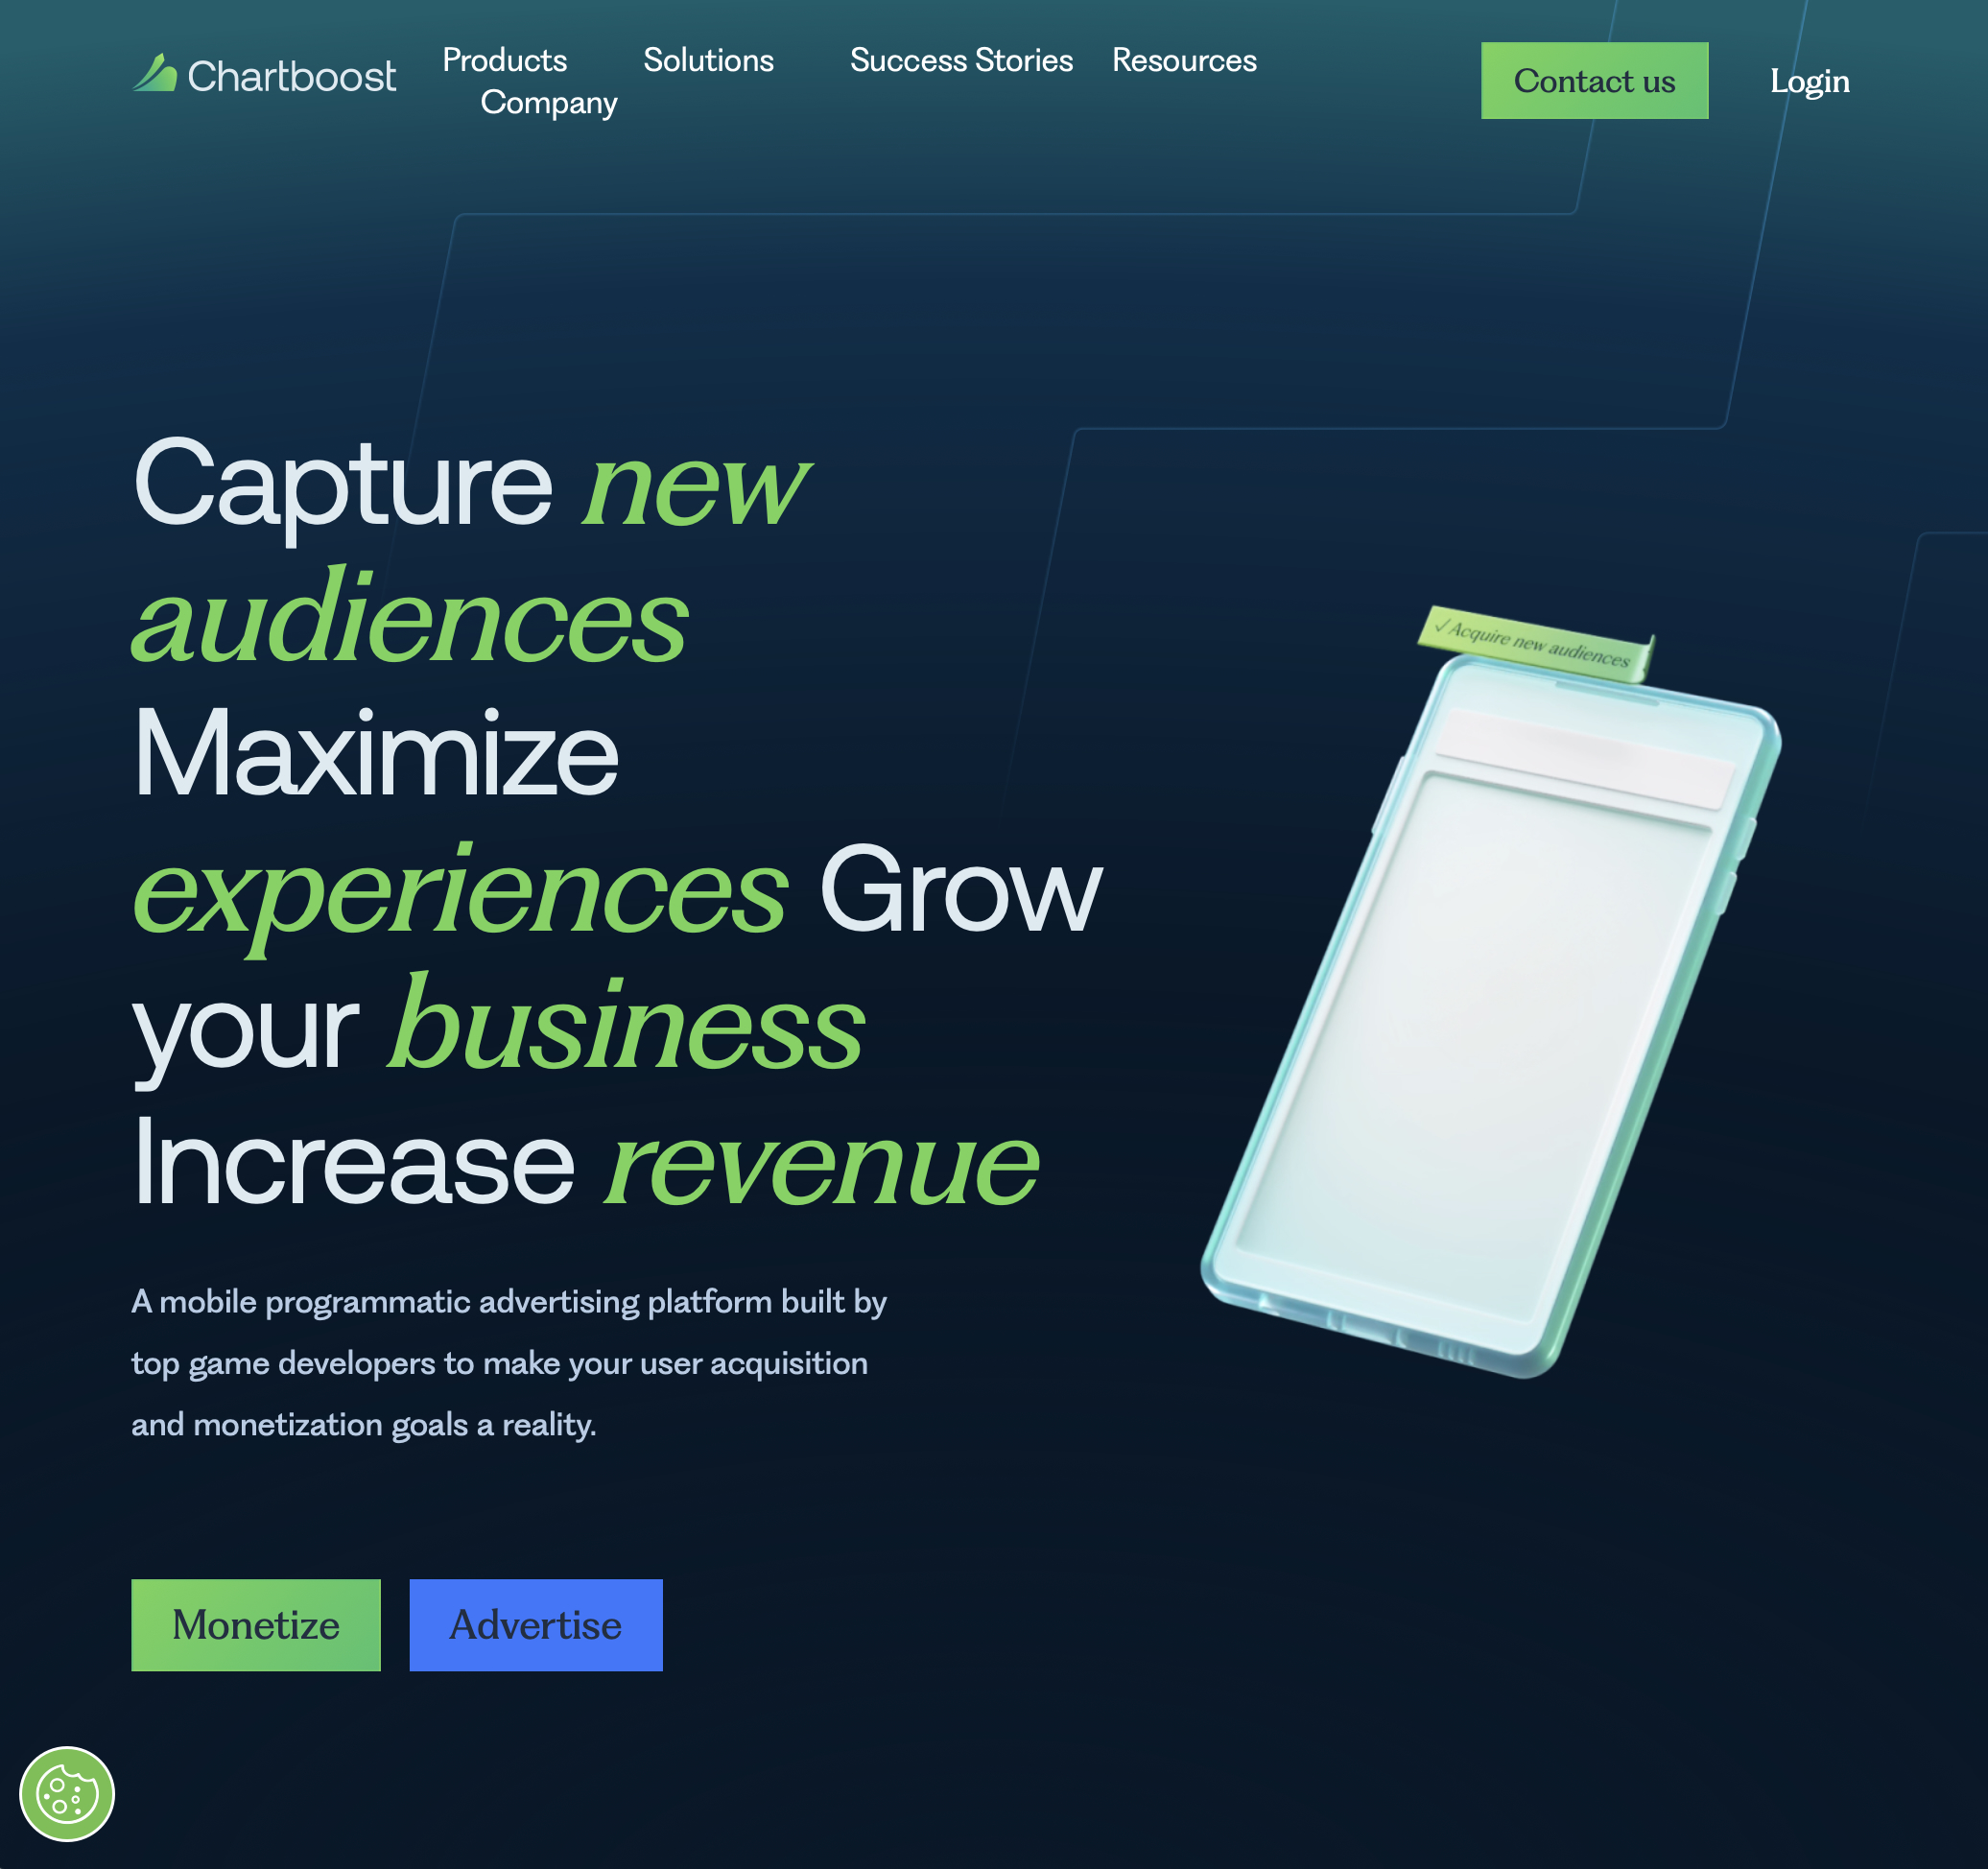 Chartboost
Products Solutions Success Stories Resources
Company
Contact us
Login
Capture new
audiences
Maximize
experiences Grow
your business
Increase revenue
✓ Acquire new audiences
A mobile programmatic advertising platform built by
top game developers to make your user acquisition
and monetization goals a reality.
Monetize
Advertise